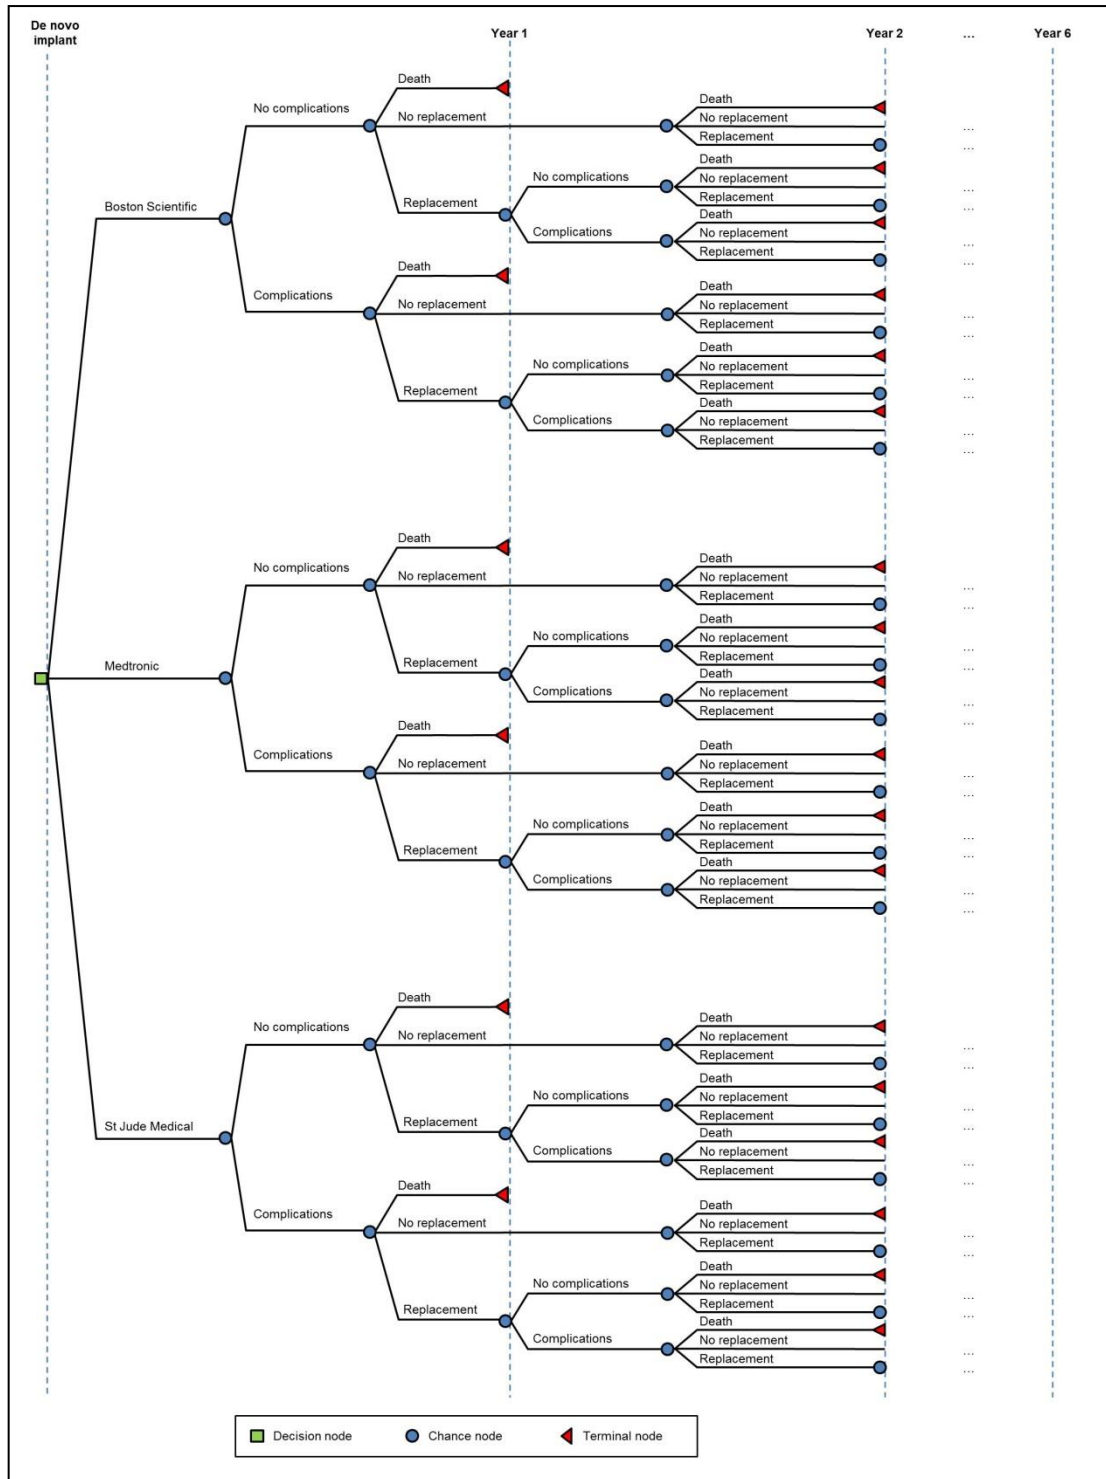 De novo
implant
Year 1
Year 2
...
Year 6
Death
Death
No complications
No replacement
No replacement
...
Replacement
...
Death
No complications
No replacement
...
Replacement
Boston Scientific
Replacement
...
Death
Complications
No replacement
...
Replacement
...
Death
Death
Complications
No replacement
No replacement
...
Replacement
...
Death
No complications
No replacement
...
Replacement
Replacement
...
Death
Complications
No replacement
...
Replacement
...
Death
Death
No complications
No replacement
No replacement
...
Replacement
...
Death
No complications
No replacement
...
Replacement
Medtronic
Replacement
...
Death
Complications
No replacement
...
Replacement
...
Death
Death
Complications
No replacement
No replacement
...
Replacement
...
Death
No complications
No replacement
...
Replacement
Replacement
...
Death
Complications
No replacement
...
Replacement
...
Death
Death
No complications
No replacement
No replacement
...
Replacement
...
Death
No complications
No replacement
...
Replacement
St Jude Medical
Replacement
...
Death
Complications
No replacement
...
Replacement
...
Death
Death
Complications
No replacement
No replacement
...
Replacement
...
Death
No complications
No replacement
...
Replacement
Replacement
...
Death
Complications
No replacement
...
Replacement
...
Decision node
Chance node
Terminal node